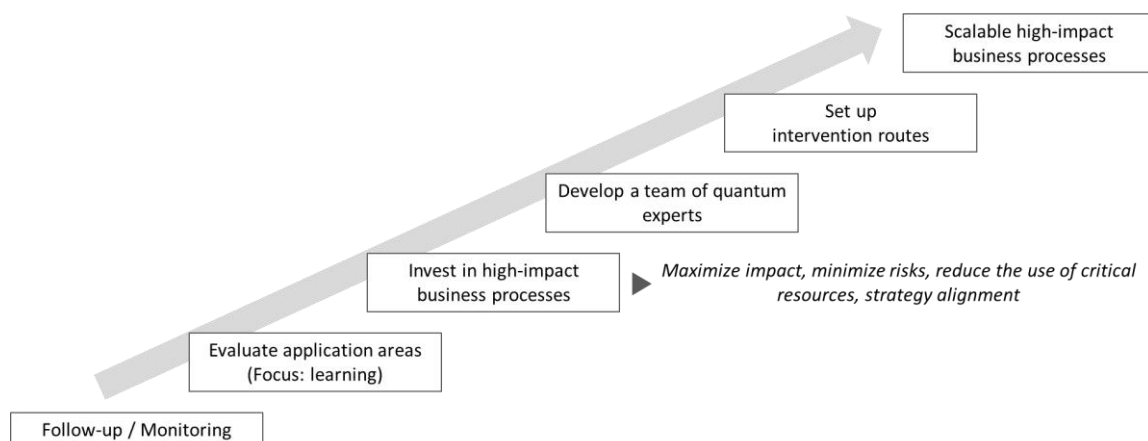 Scalable high-impact
business processes
Set up
intervention routes
Develop a team of quantum
experts
Invest in high-impact
business processes
Maximize impact, minimize risks, reduce the use of critical
resources, strategy alignment
Evaluate application areas
(Focus: learning)
Follow-up / Monitoring